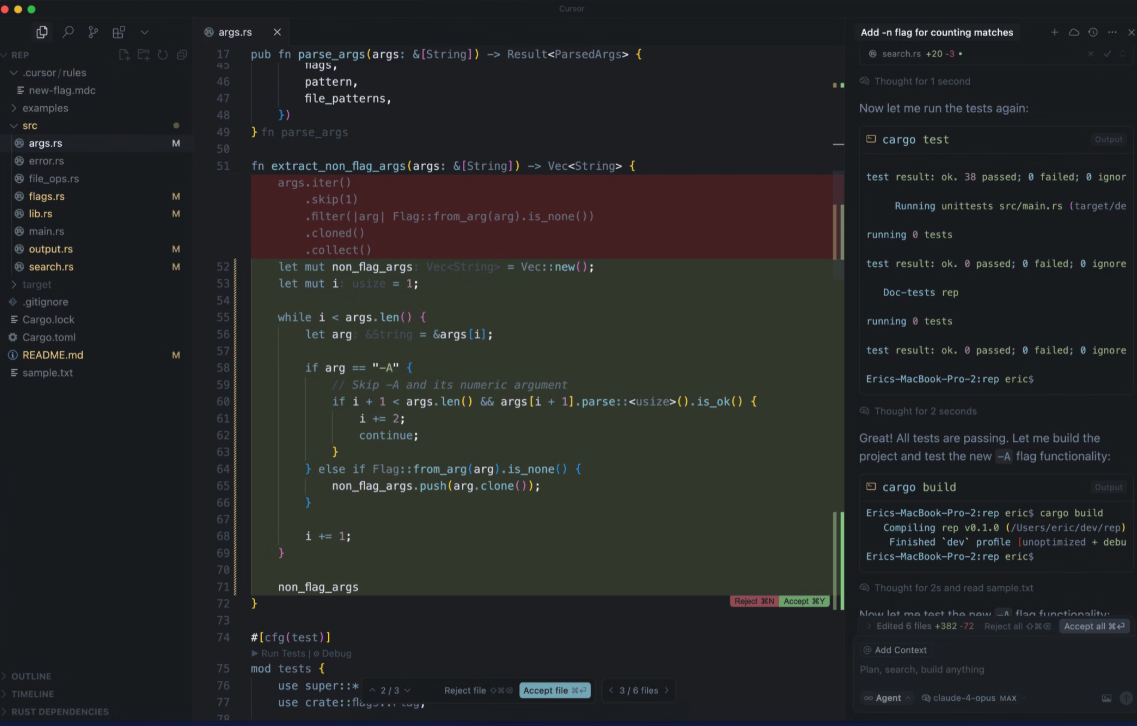 Cursor
REP
.cursor/rules
new-flag.mdc
examples
src
args.rs M
error.rs
file_ops.rs
flags.rs M
lib.rs M
main.rs
output.rs M
search.rs M
target
.gitignore
Cargo.lock
Cargo.toml
README.md M
sample.txt
OUTLINE
TIMELINE
RUST DEPENDENCIES
args.rs
17 pub fn parse_args(args: &[String]) -> Result<ParsedArgs> {
45 flags,
46 pattern,
47 file_patterns,
48 })
49 } fn parse_args
50
51 fn extract_non_flag_args(args: &[String]) -> Vec<String> {
args.iter()
.skip(1)
.filter(|arg| Flag::from_arg(arg).is_none())
.cloned()
.collect()
52 let mut non_flag_args: Vec<String> = Vec::new();
53 let mut i: usize = 1;
54
55 while i < args.len() {
56 let arg: &String = &args[i];
57
58 if arg == "-A" {
59 // Skip -A and its numeric argument
60 if i + 1 < args.len() && args[i + 1].parse::<usize>().is_ok() {
61 i += 2;
62 continue;
63 }
64 } else if Flag::from_arg(arg).is_none() {
65 non_flag_args.push(arg.clone());
66 }
67
68 i += 1;
69 }
70
71 non_flag_args
Reject ⌘N Accept ⌘Y
72 }
73
74 #[cfg(test)]
Run Tests | Debug
75 mod tests {
76 use super::*
77 use crate::flags::Flag;
78
2 / 3 Reject file ⇧⌘⌫ Accept file ⌘⏎ 3 / 6 files
Add -n flag for counting matches
search.rs +20 -3
Thought for 1 second
Now let me run the tests again:
cargo test Output
test result: ok. 38 passed; 0 failed; 0 ignor
Running unittests src/main.rs (target/de
running 0 tests
test result: ok. 0 passed; 0 failed; 0 ignore
Doc-tests rep
running 0 tests
test result: ok. 0 passed; 0 failed; 0 ignore
Erics-MacBook-Pro-2:rep eric$
Thought for 2 seconds
Great! All tests are passing. Let me build the
project and test the new -A flag functionality:
cargo build Output
Erics-MacBook-Pro-2:rep eric$ cargo build
Compiling rep v0.1.0 (/Users/eric/dev/rep)
Finished `dev` profile [unoptimized + debu
Erics-MacBook-Pro-2:rep eric$
Thought for 2s and read sample.txt
Now let me test the new -A flag functionality:
Edited 6 files +382 -72 Reject all ⇧⌘⌫ Accept all ⌘⏎
Add Context
Plan, search, build anything
Agent claude-4-opus MAX